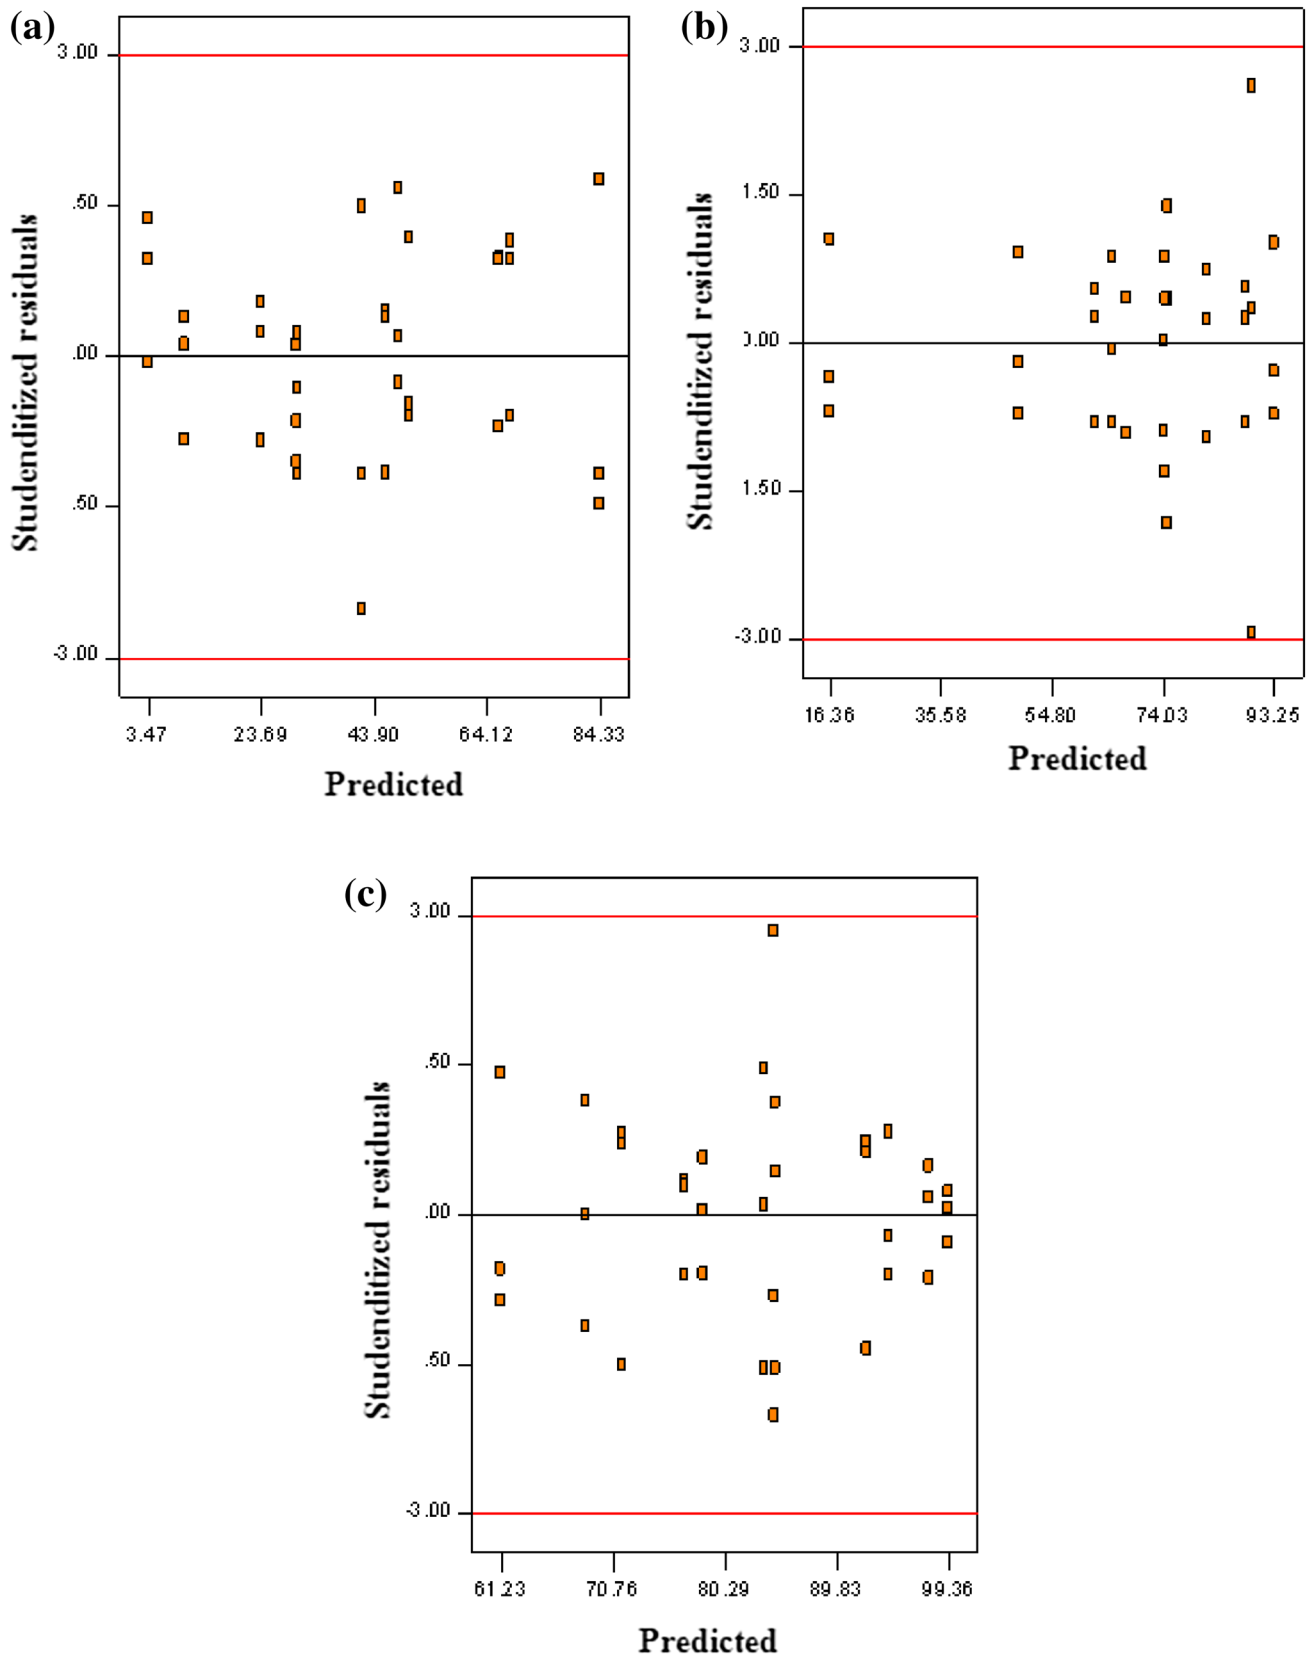 (a)
3.00
.50
.00
.50
-3.00
Studenditized residuals
3.47 23.69 43.90 64.12 84.33
Predicted
(b)
3.00
1.50
0.00
1.50
-3.00
Studenditized residuals
16.36 35.58 54.80 74.03 93.25
Predicted
(c)
3.00
.50
.00
.50
-3.00
Studenditized residuals
61.23 70.76 80.29 89.83 99.36
Predicted